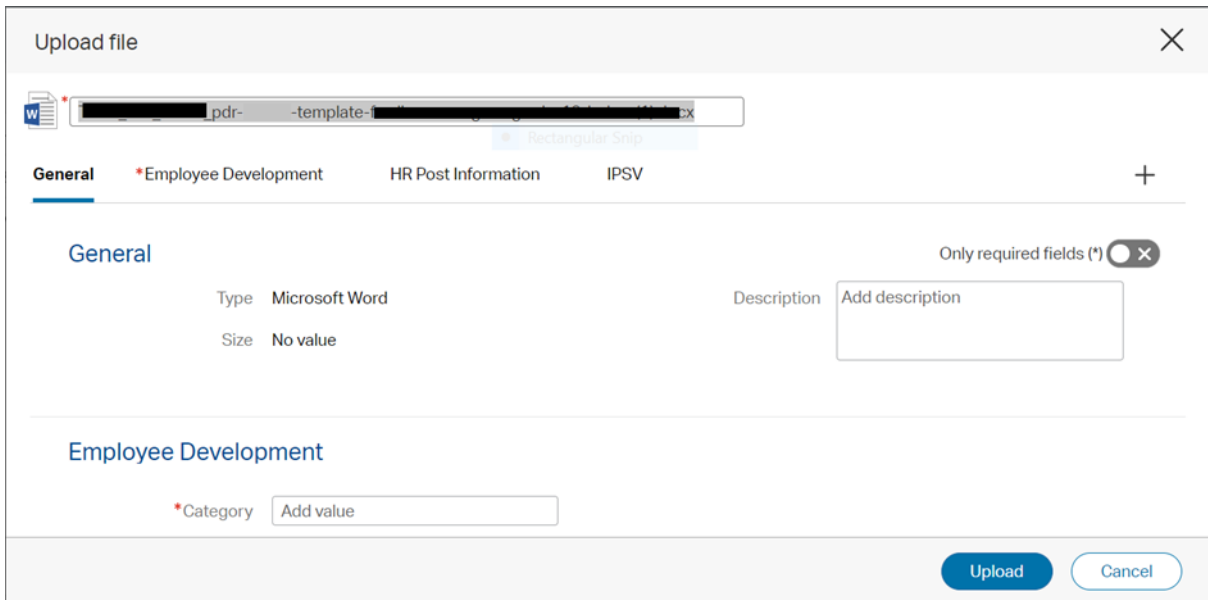 Upload file
W
* _pdr- -template-f cx
Rectangular Snip
General *Employee Development HR Post Information IPSV
General
Only required fields (*)
Type Microsoft Word
Description Add description
Size No value
Employee Development
*Category Add value
Upload Cancel